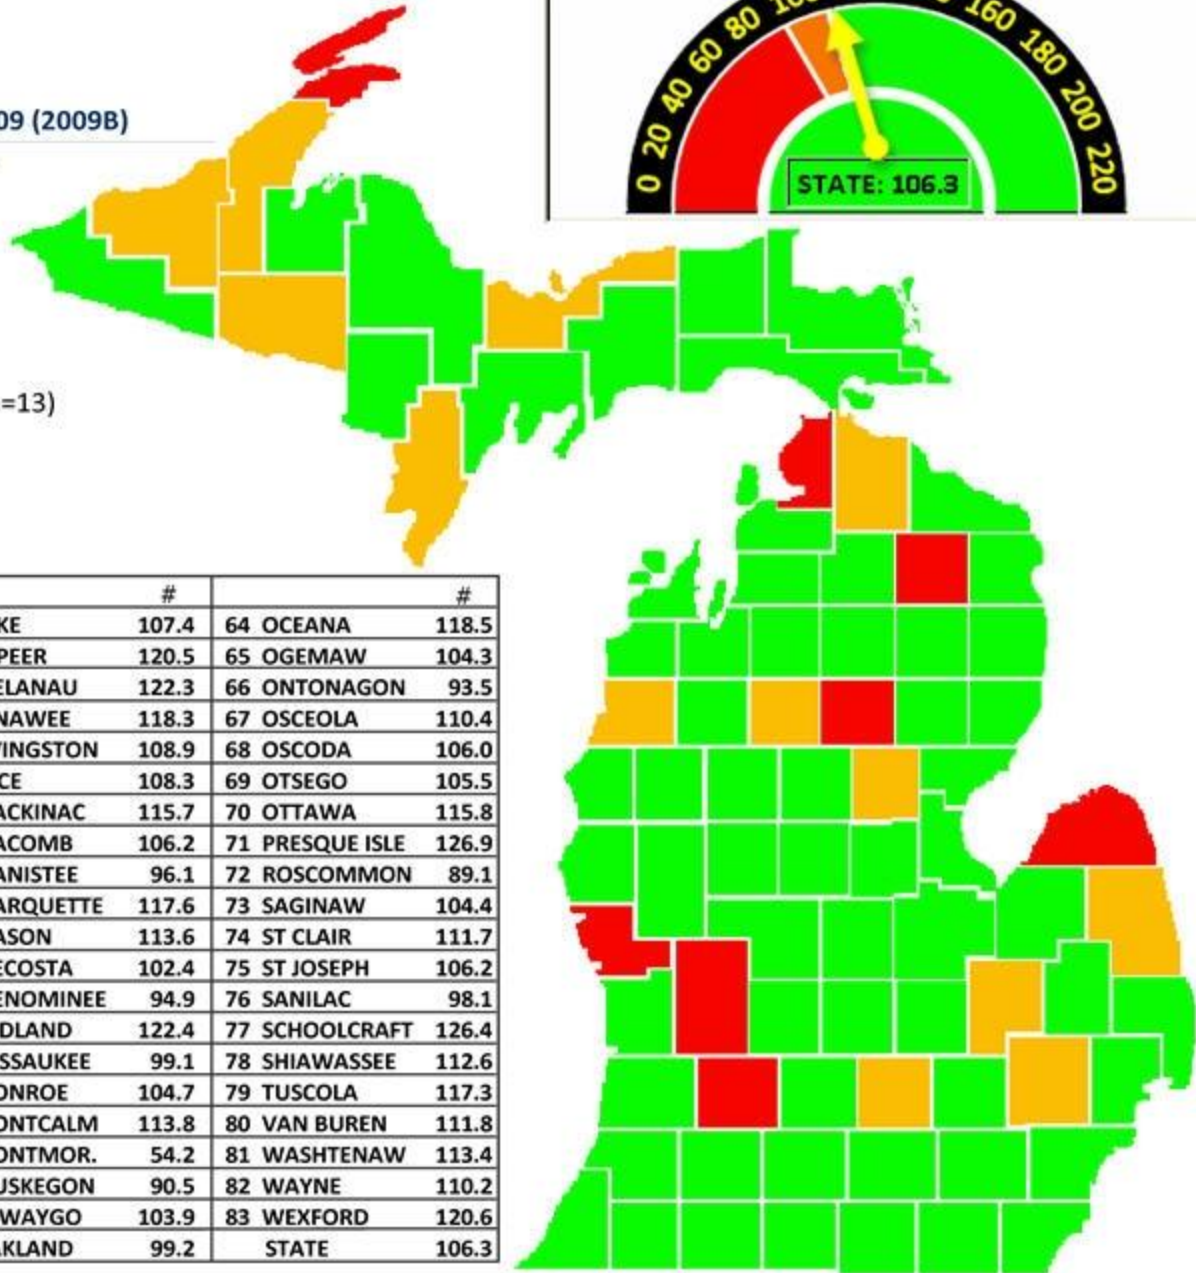 09 (2009B)
0 20 40 60 80 160 180 200 220
STATE: 106.3
=13)
# #
KE 107.4 64 OCEANA 118.5
PEER 120.5 65 OGEMAW 104.3
ELANAU 122.3 66 ONTONAGON 93.5
NAWEE 118.3 67 OSCEOLA 110.4
VINGSTON 108.9 68 OSCODA 106.0
CE 108.3 69 OTSEGO 105.5
ACKINAC 115.7 70 OTTAWA 115.8
ACOMB 106.2 71 PRESQUE ISLE 126.9
ANISTEE 96.1 72 ROSCOMMON 89.1
ARQUETTE 117.6 73 SAGINAW 104.4
ASON 113.6 74 ST CLAIR 111.7
ECOSTA 102.4 75 ST JOSEPH 106.2
ENOMINEE 94.9 76 SANILAC 98.1
DLAND 122.4 77 SCHOOLCRAFT 126.4
SSAUKEE 99.1 78 SHIAWASSEE 112.6
ONROE 104.7 79 TUSCOLA 117.3
ONTCALM 113.8 80 VAN BUREN 111.8
ONTMOR. 54.2 81 WASHTENAW 113.4
USKEGON 90.5 82 WAYNE 110.2
WAYGO 103.9 83 WEXFORD 120.6
KLAND 99.2 STATE 106.3